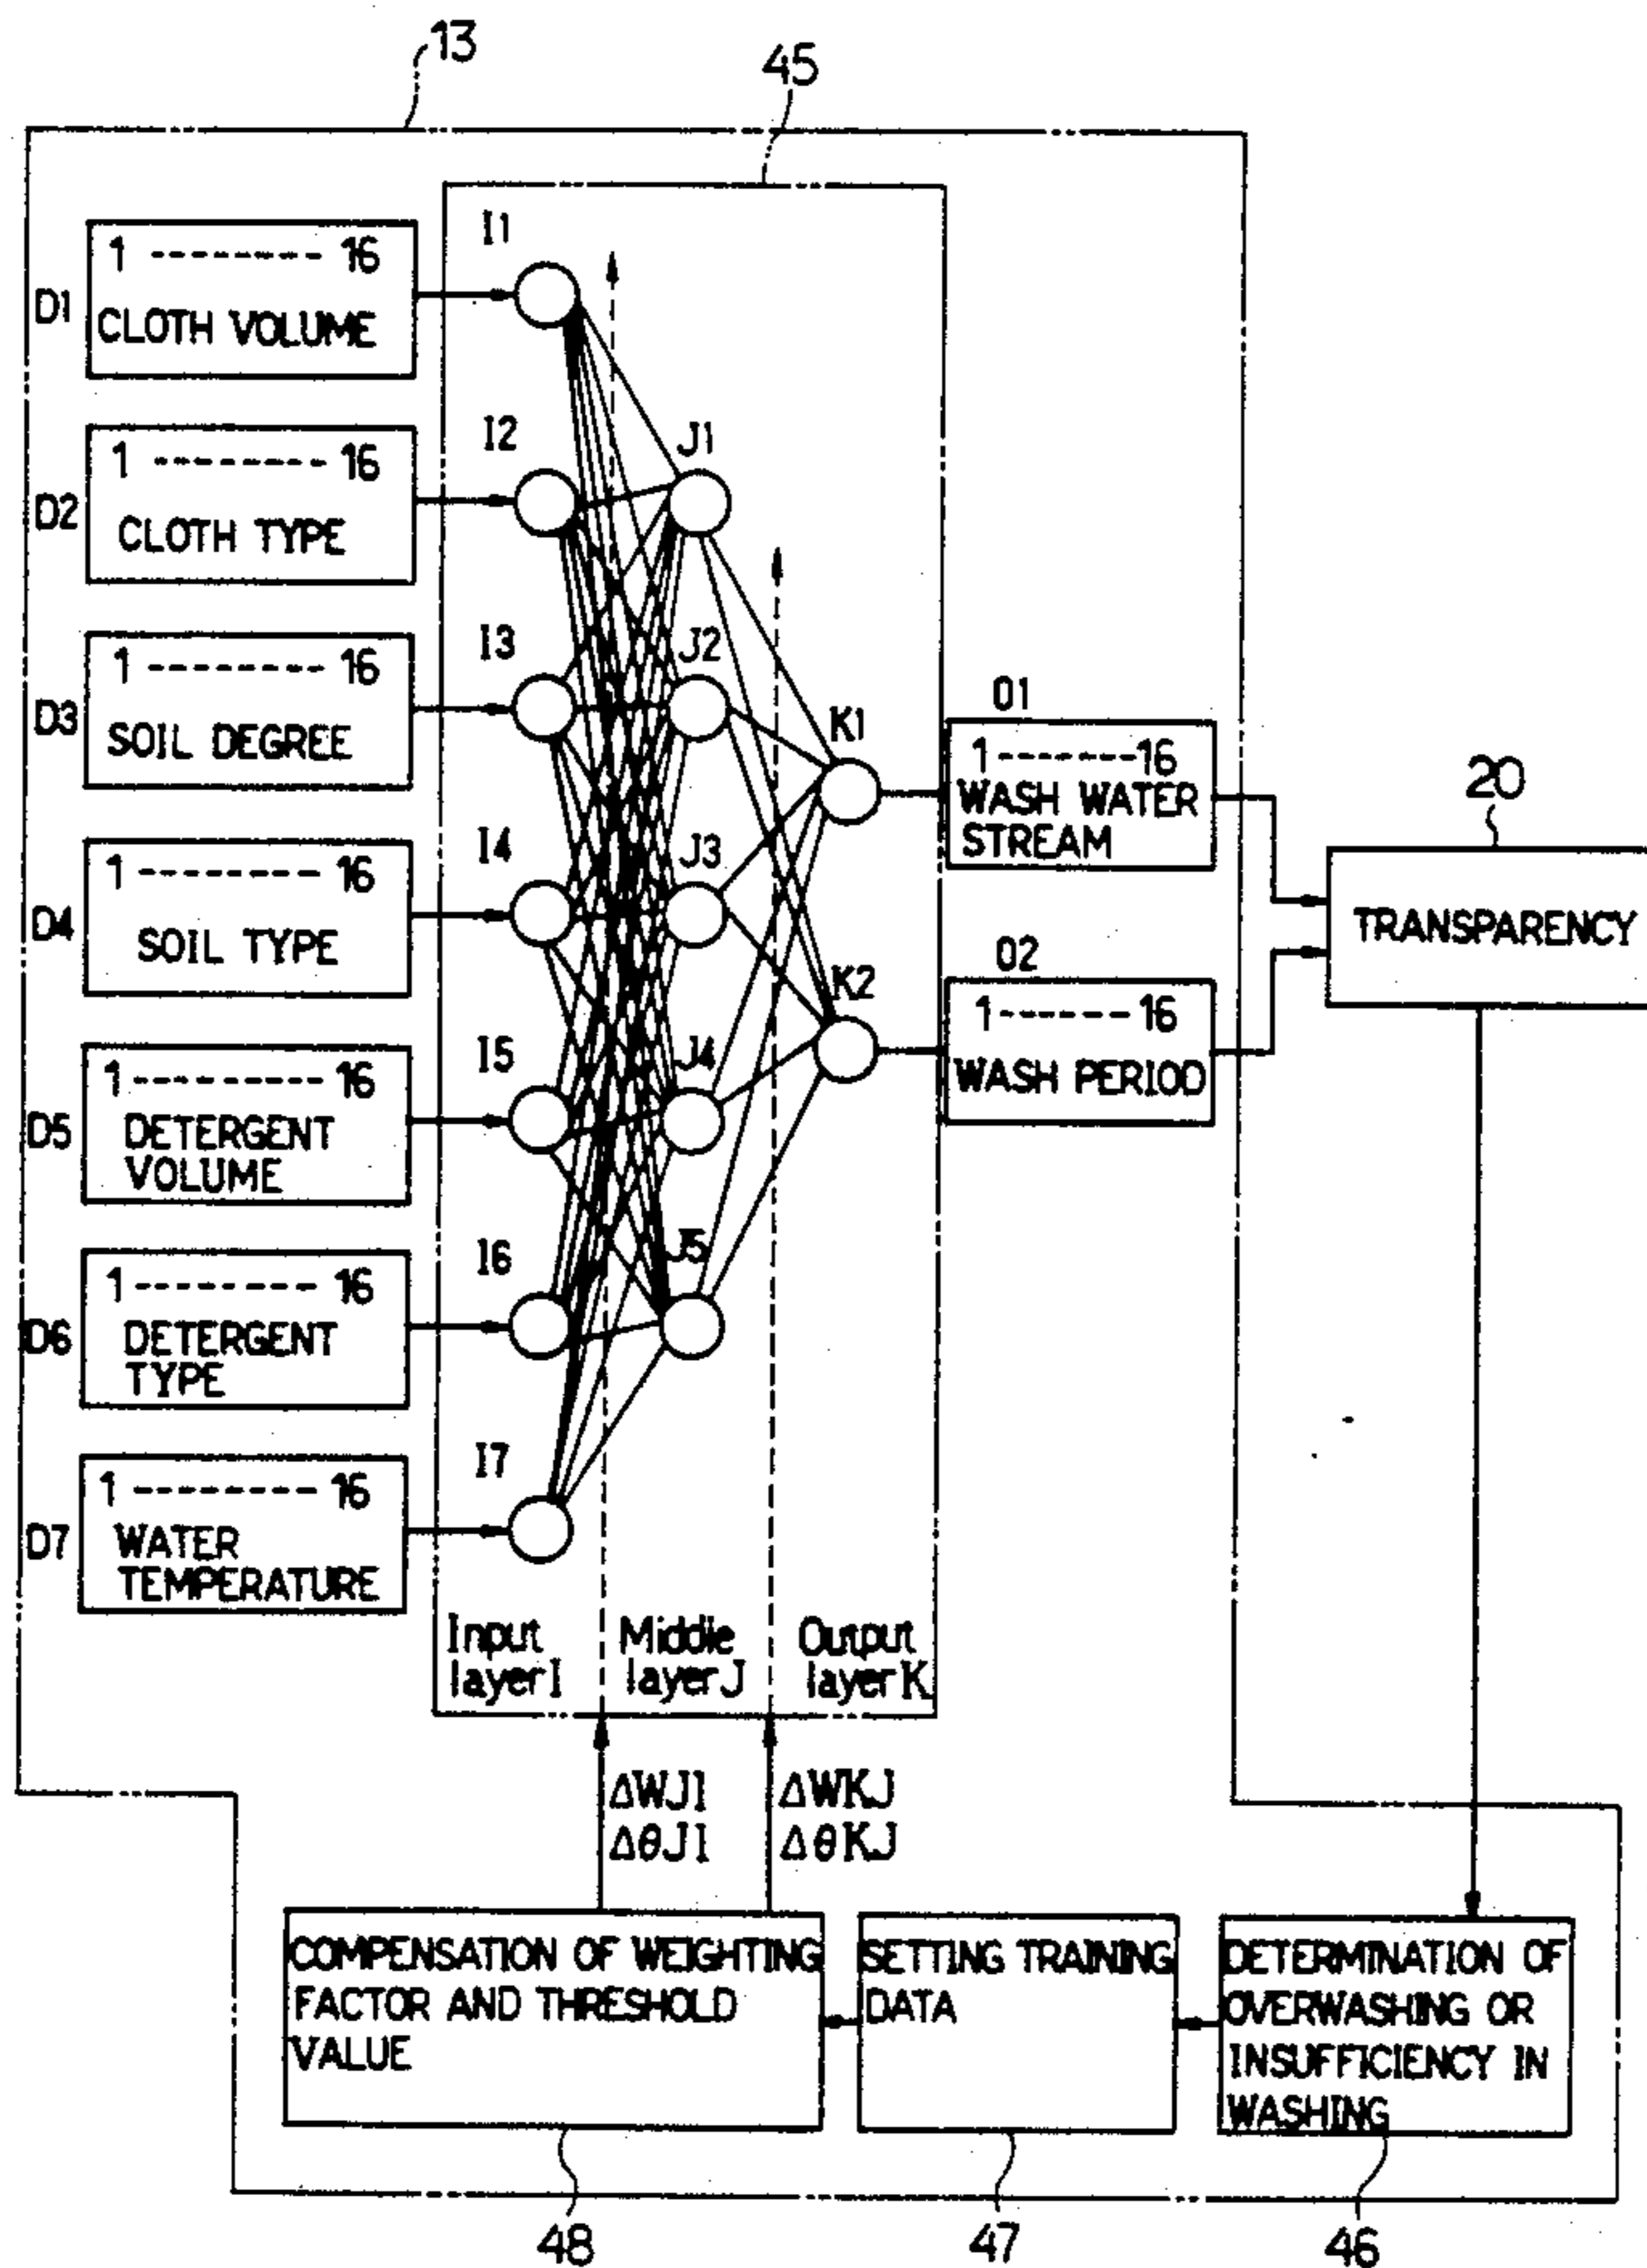 13
45
1 -------- 16
D1
CLOTH VOLUME
I1
1 -------- 16
D2
CLOTH TYPE
I2
J1
1 -------- 16
D3
SOIL DEGREE
I3
J2
K1
O1
1 ------- 16
WASH WATER
STREAM
20
TRANSPARENCY
1 -------- 16
D4
SOIL TYPE
I4
J3
K2
O2
1 ------- 16
WASH PERIOD
1 -------- 16
D5
DETERGENT
VOLUME
I5
J4
1 -------- 16
D6
DETERGENT
TYPE
I6
J5
1 -------- 16
D7
WATER
TEMPERATURE
I7
Input
layer I
Middle
layer J
Output
layer K
ΔWJI
ΔθJI
ΔWKJ
ΔθKJ
COMPENSATION OF WEIGHTING
FACTOR AND THRESHOLD
VALUE
SETTING TRAINING
DATA
DETERMINATION OF
OVERWASHING OR
INSUFFICIENCY IN
WASHING
48
47
46